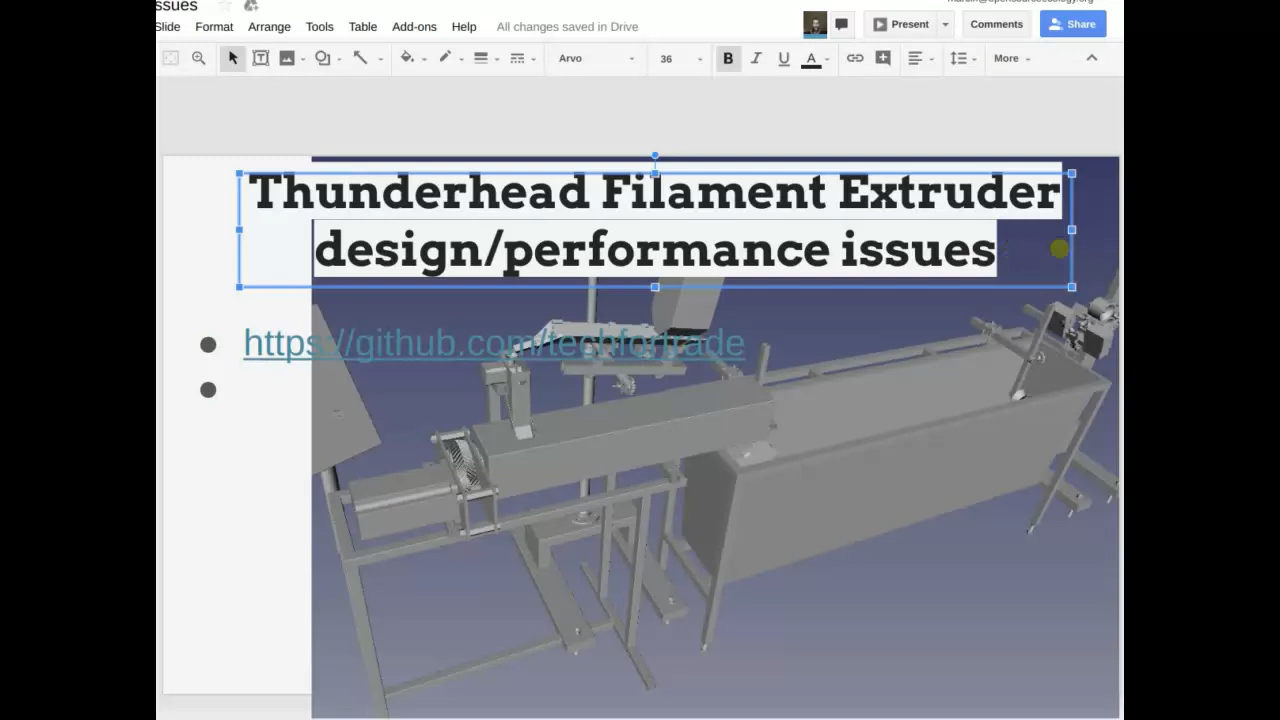 ssues
Slide Format Arrange Tools Table Add-ons Help All changes saved in Drive
Present Comments Share
Arvo 36 B I U A More
Thunderhead Filament Extruder
design/performance issues
https://github.com/techfortrade